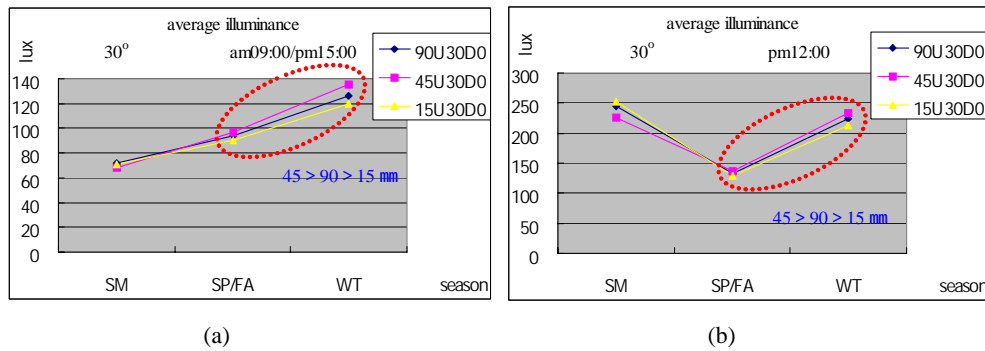 average illuminance
lux
30°
am09:00/pm15:00
90U30D0
45U30D0
15U30D0
140
120
100
80
60
40
20
0
45 > 90 > 15 mm
SM
SP/FA
WT
season
(a)
average illuminance
lux
30°
pm12:00
90U30D0
45U30D0
15U30D0
300
250
200
150
100
50
0
45 > 90 > 15 mm
SM
SP/FA
WT
season
(b)